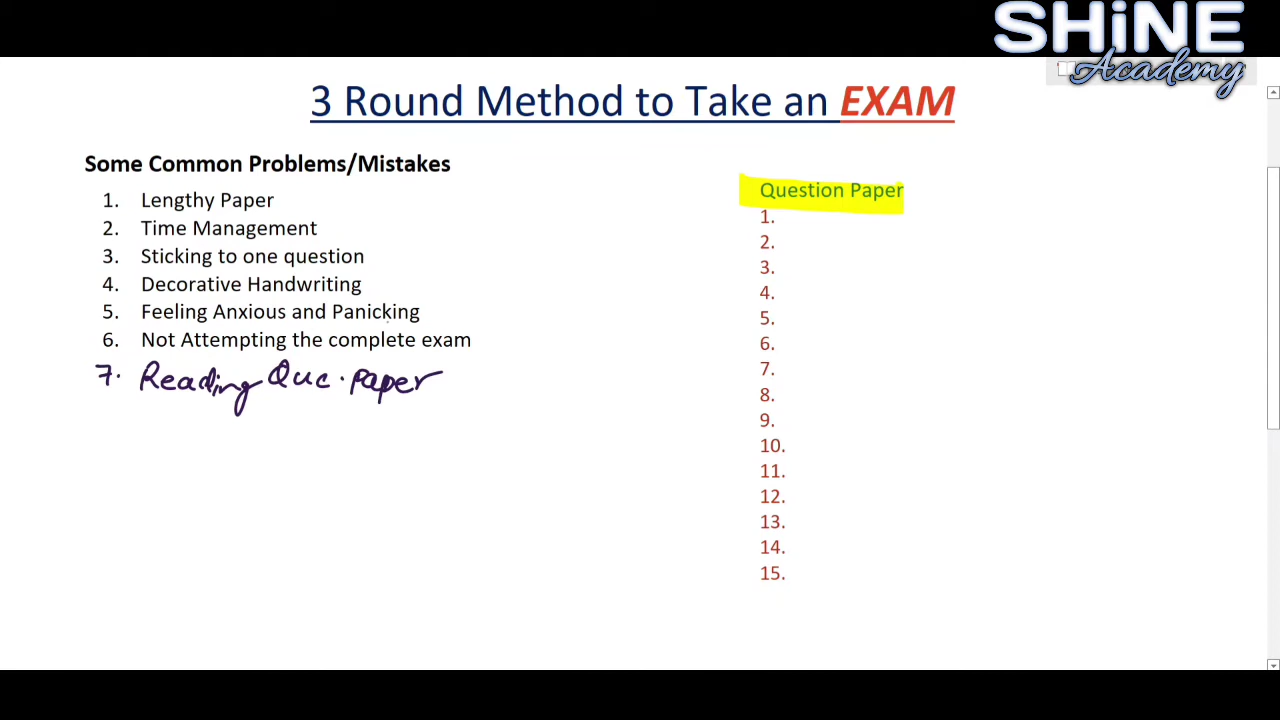 SHiNE
Academy
3 Round Method to Take an EXAM
Some Common Problems/Mistakes
1. Lengthy Paper
2. Time Management
3. Sticking to one question
4. Decorative Handwriting
5. Feeling Anxious and Panicking
6. Not Attempting the complete exam
7. Reading Que. paper
Question Paper
1.
2.
3.
4.
5.
6.
7.
8.
9.
10.
11.
12.
13.
14.
15.